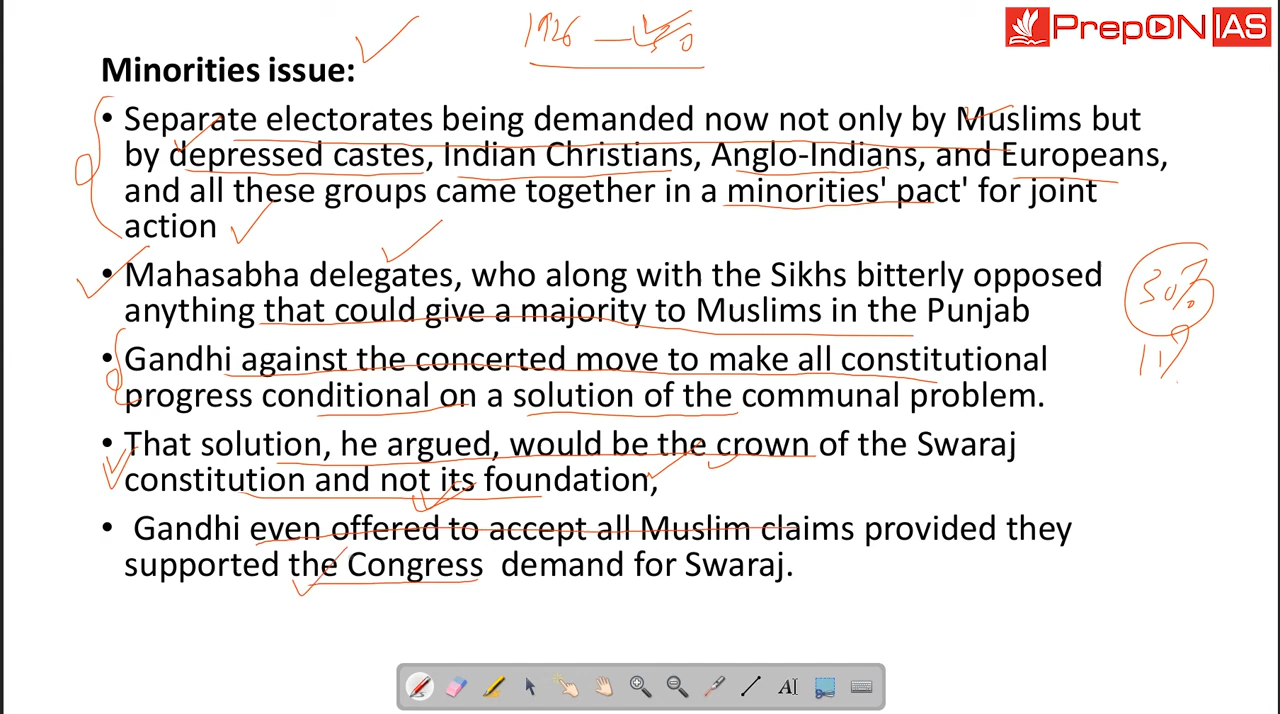 1926
PrepON IAS
Minorities issue:
• Separate electorates being demanded now not only by Muslims but
by depressed castes, Indian Christians, Anglo-Indians, and Europeans,
and all these groups came together in a minorities' pact' for joint
action
• Mahasabha delegates, who along with the Sikhs bitterly opposed
anything that could give a majority to Muslims in the Punjab
30%
• Gandhi against the concerted move to make all constitutional
progress conditional on a solution of the communal problem.
• That solution, he argued, would be the crown of the Swaraj
constitution and not its foundation,
• Gandhi even offered to accept all Muslim claims provided they
supported the Congress demand for Swaraj.
AI